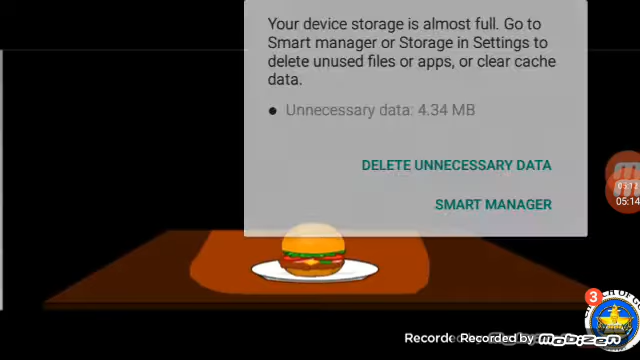 Your device storage is almost full. Go to
Smart manager or Storage in Settings to
delete unused files or apps, or clear cache
data.
● Unnecessary data: 4.34 MB
DELETE UNNECESSARY DATA
SMART MANAGER
05:14
3
Recorded by Mobizen